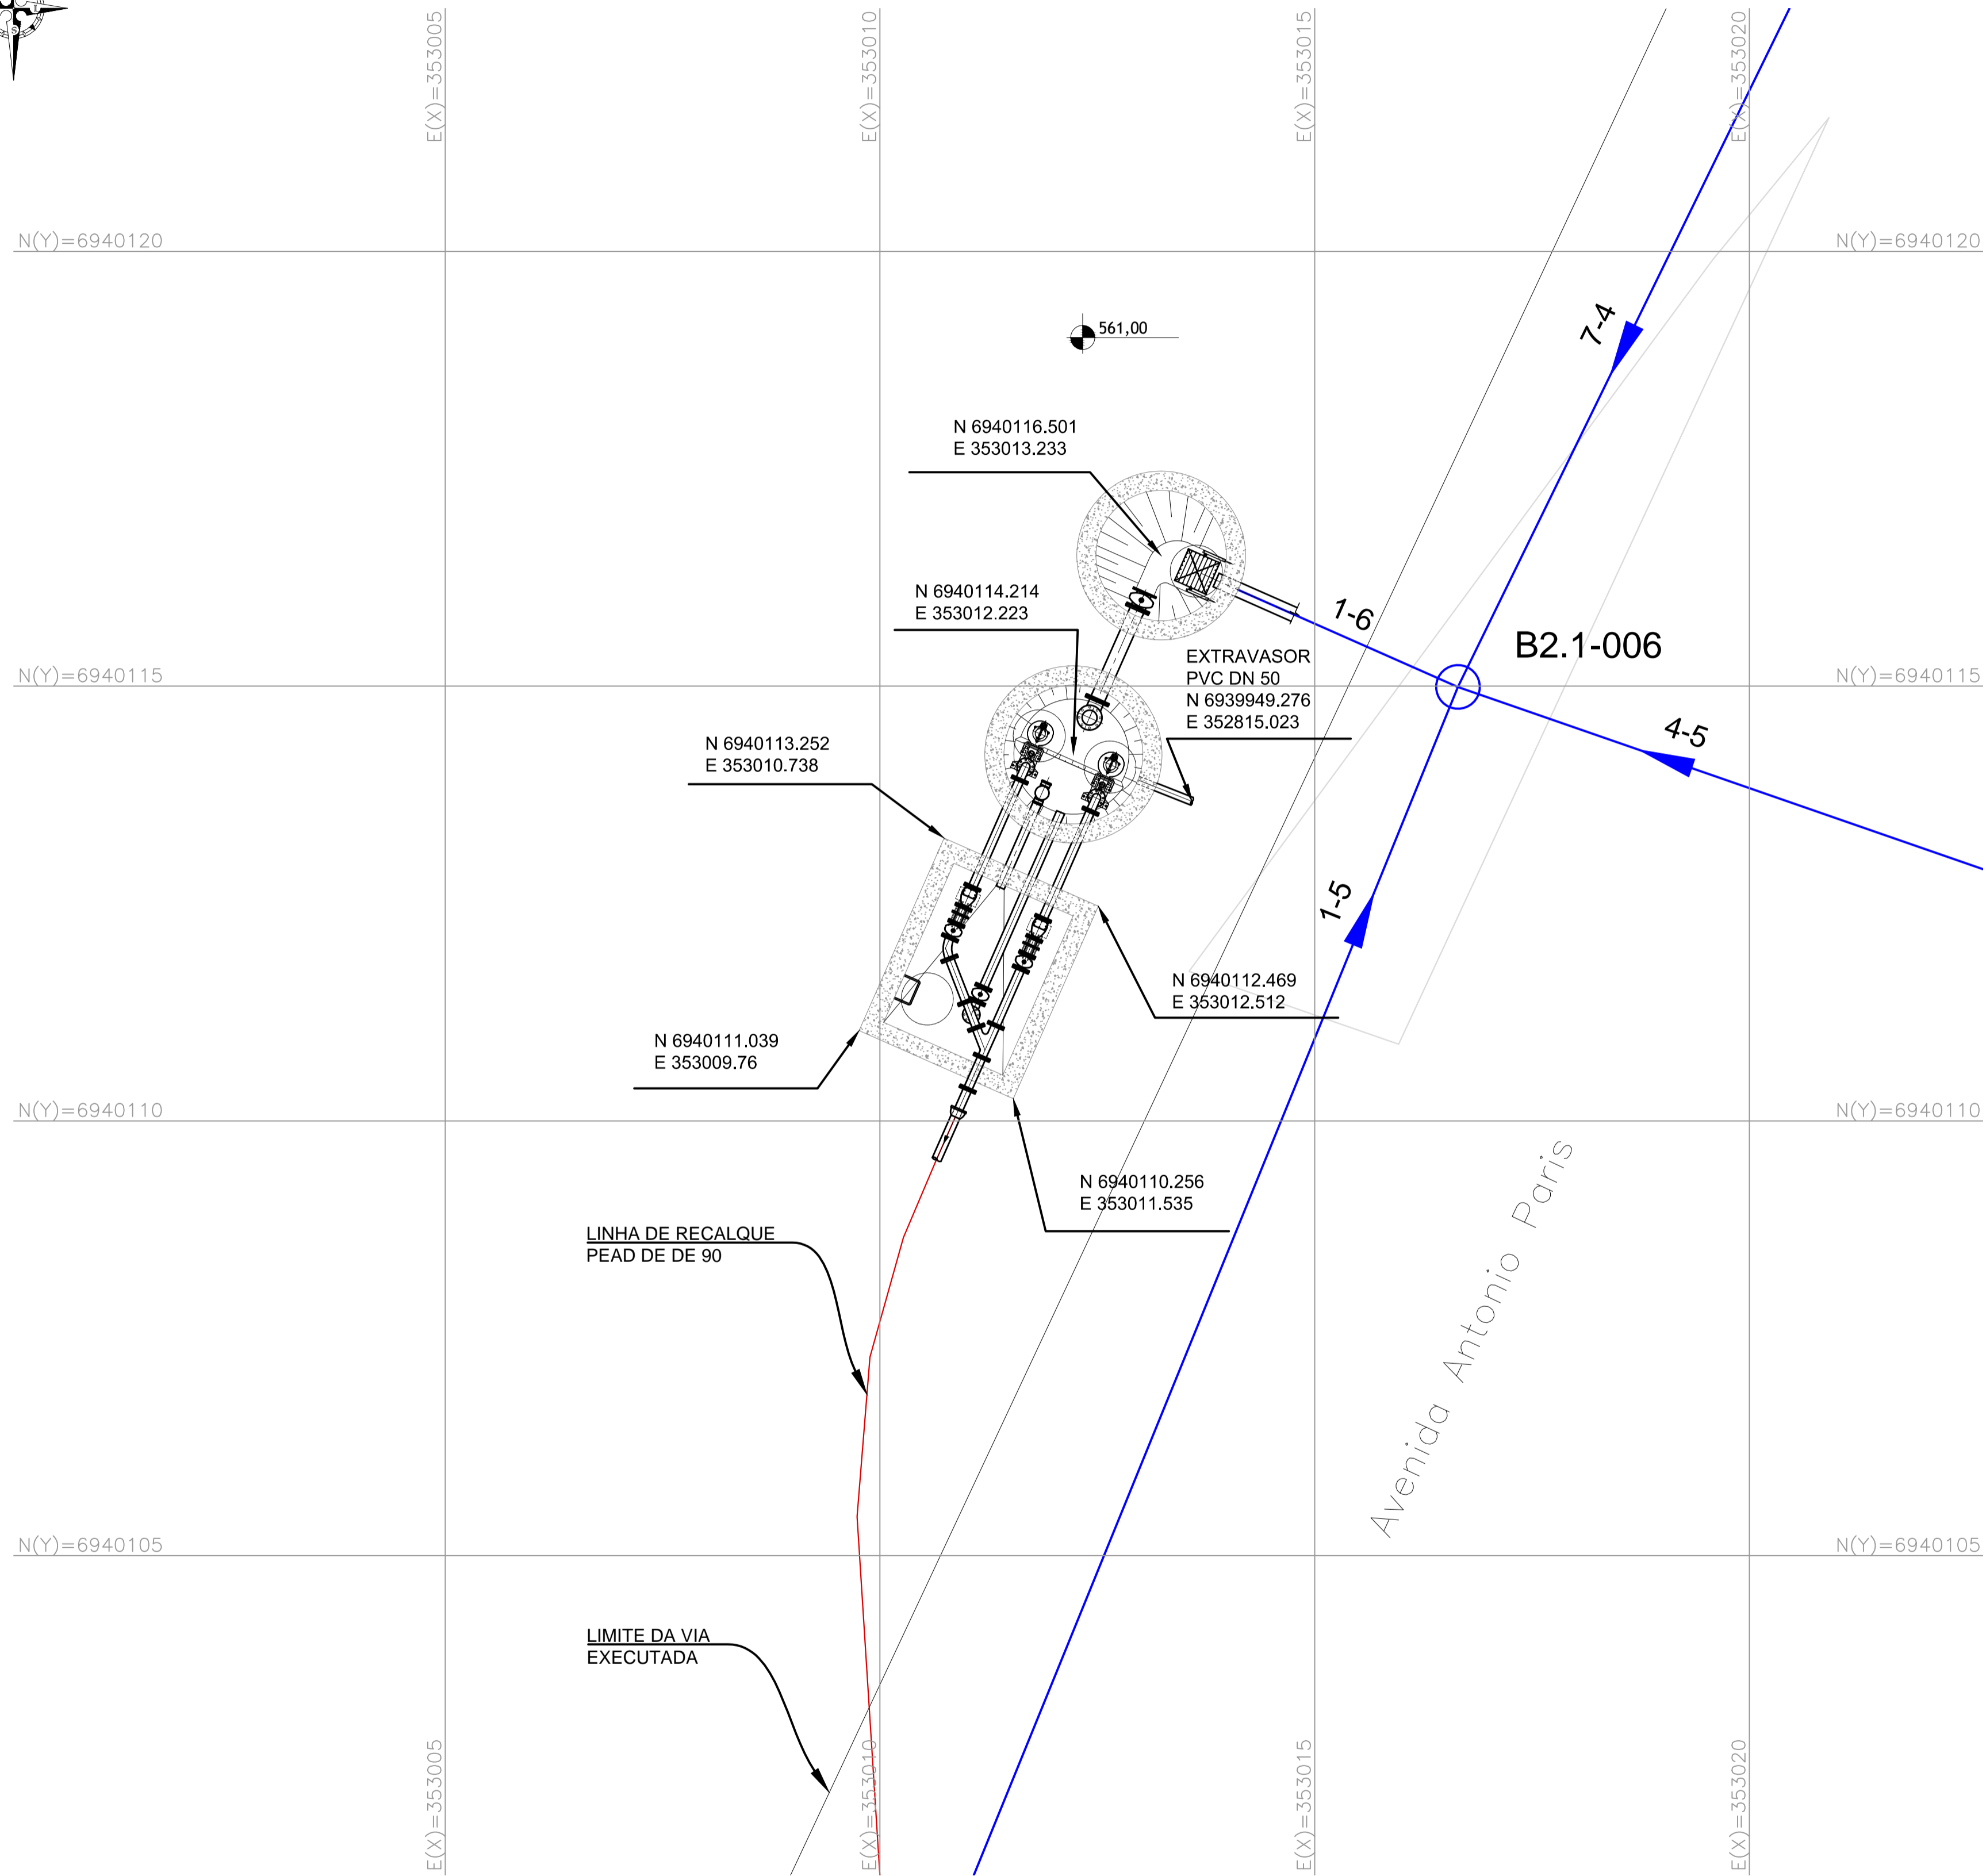 S
I
E(X)=353005
E(X)=353010
E(X)=353015
E(X)=353020
N(Y)=6940120
N(Y)=6940120
7-4
561,00
N 6940116.501
E 353013.233
N 6940114.214
E 353012.223
1-6
B2.1-006
EXTRAVASOR
PVC DN 50
N 6939949.276
E 352815.023
N(Y)=6940115
N(Y)=6940115
4-5
N 6940113.252
E 353010.738
1-5
N 6940112.469
E 353012.512
N 6940111.039
E 353009.76
N(Y)=6940110
N(Y)=6940110
N 6940110.256
E 353011.535
Avenida Antonio Paris
LINHA DE RECALQUE
PEAD DE DE 90
N(Y)=6940105
N(Y)=6940105
LIMITE DA VIA
EXECUTADA
E(X)=353005
E(X)=353010
E(X)=353015
E(X)=353020